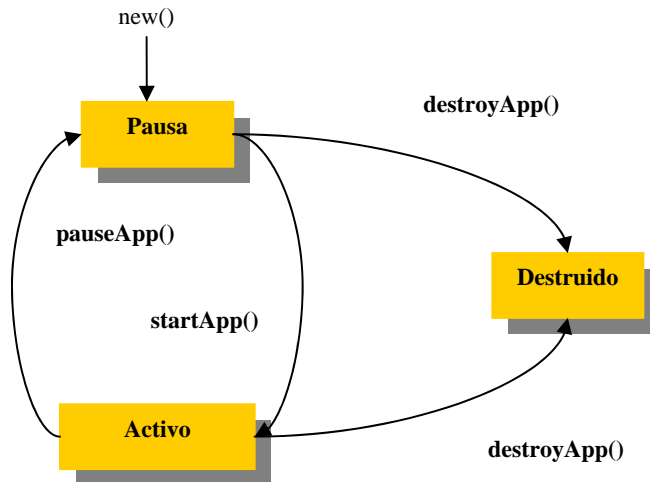 new()
destroyApp()
Pausa
pauseApp()
Destruido
startApp()
Activo
destroyApp()